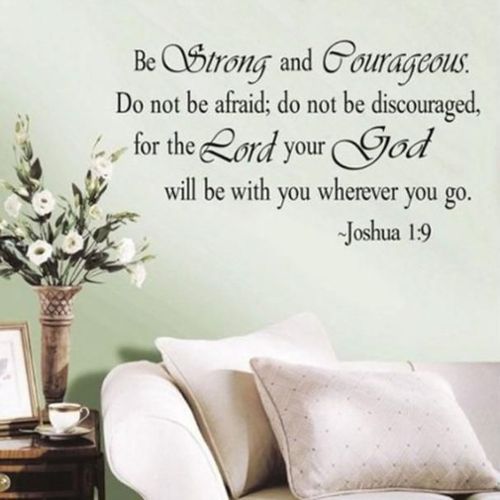 Be Strong and Courageous.
Do not be afraid; do not be discouraged,
for the Lord your God
will be with you wherever you go.
~Joshua 1:9